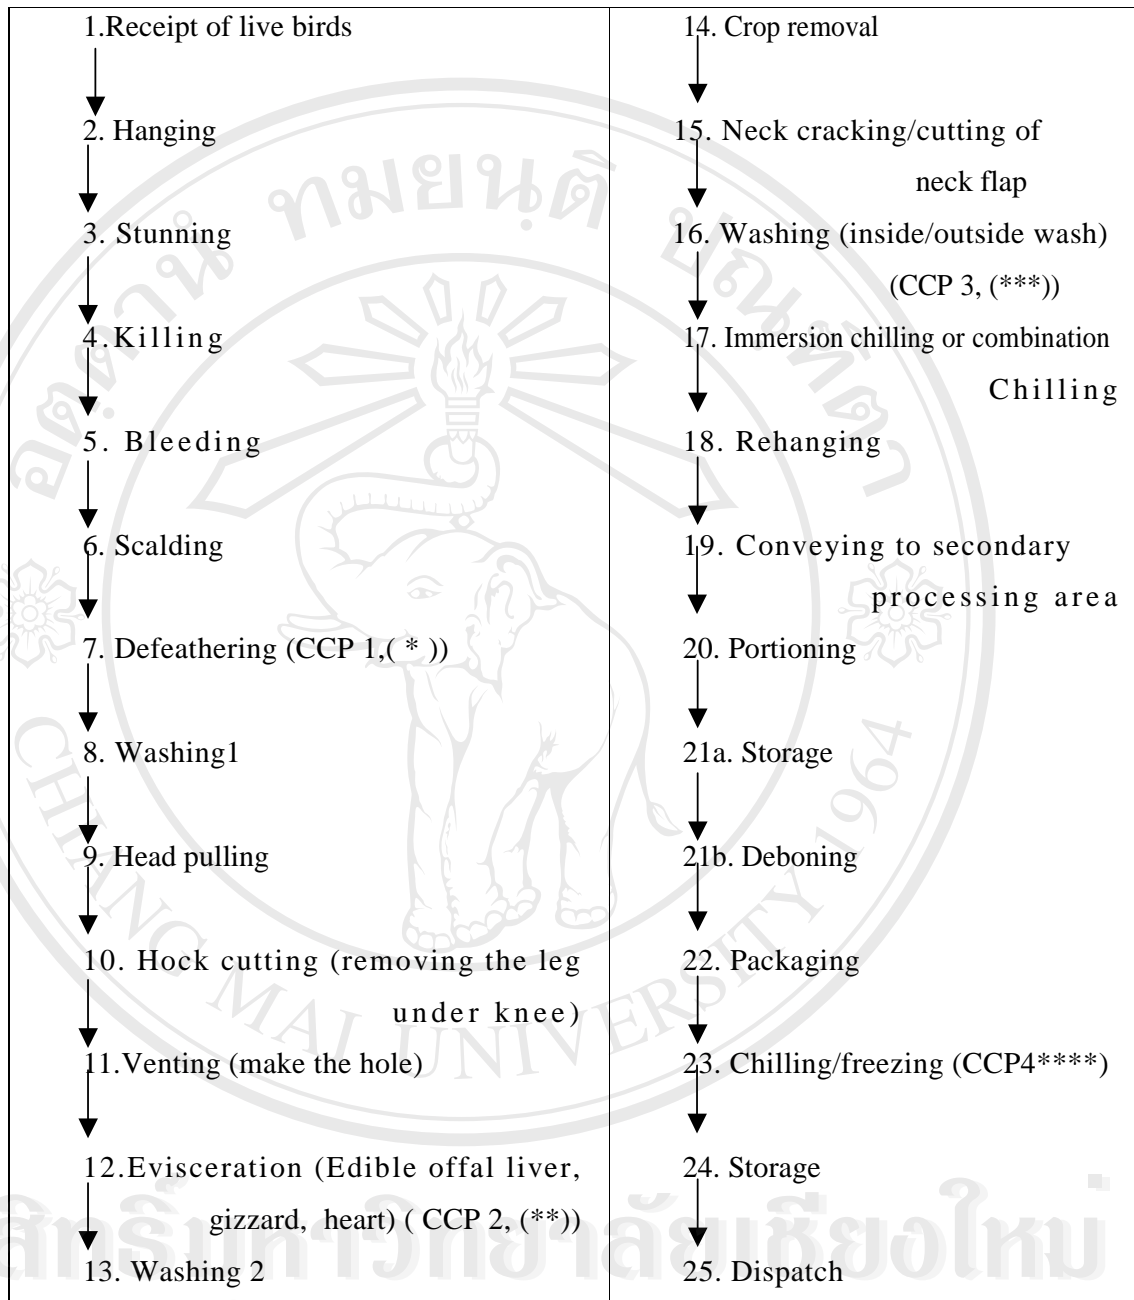 1.Receipt of live birds
2. Hanging
3. Stunning
4.Killing
5. Bleeding
6. Scalding
7. Defeathering (CCP 1,( * ))
8. Washing1
9. Head pulling
10. Hock cutting (removing the leg
under knee)
11.Venting (make the hole)
12.Evisceration (Edible offal liver,
gizzard, heart) ( CCP 2, (**))
13. Washing 2
14. Crop removal
15. Neck cracking/cutting of
neck flap
16. Washing (inside/outside wash)
(CCP 3, (***))
17. Immersion chilling or combination
Chilling
18. Rehanging
19. Conveying to secondary
processing area
20. Portioning
21a. Storage
21b. Deboning
22. Packaging
23. Chilling/freezing (CCP4****)
24. Storage
25. Dispatch
CHIANG MAI UNIVERSITY 1964